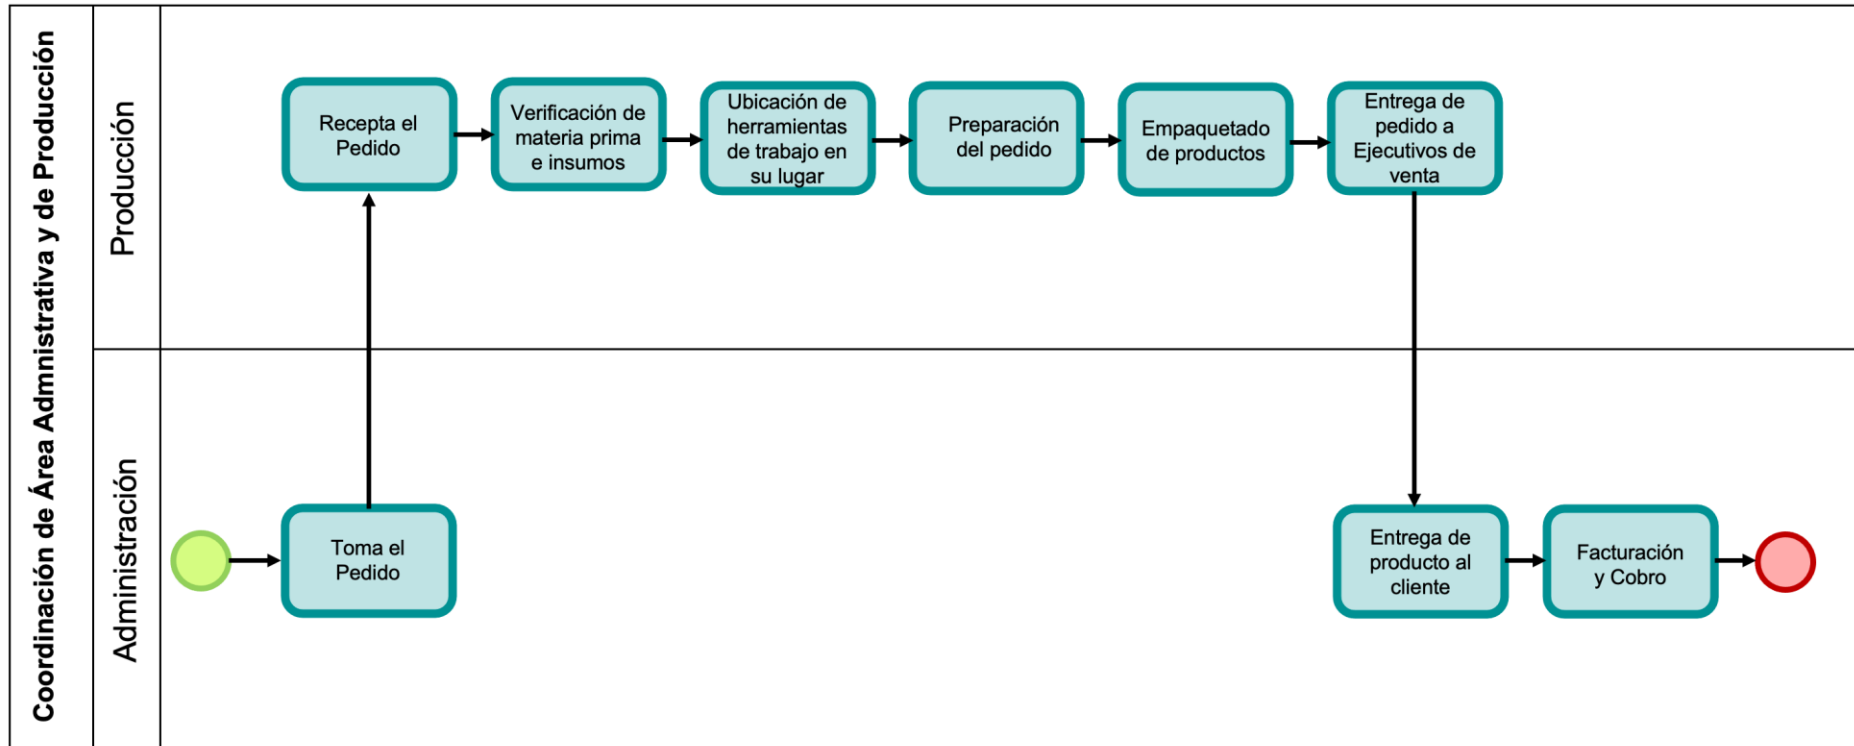 Coordinación de Área Admnistrativa y de Producción
Producción
Recepta el
Pedido
Verificación de
materia prima
e insumos
Ubicación de
herramientas
de trabajo en
su lugar
Preparación
del pedido
Empaquetado
de productos
Entrega de
pedido a
Ejecutivos de
venta
Administración
Toma el
Pedido
Entrega de
producto al
cliente
Facturación
y Cobro